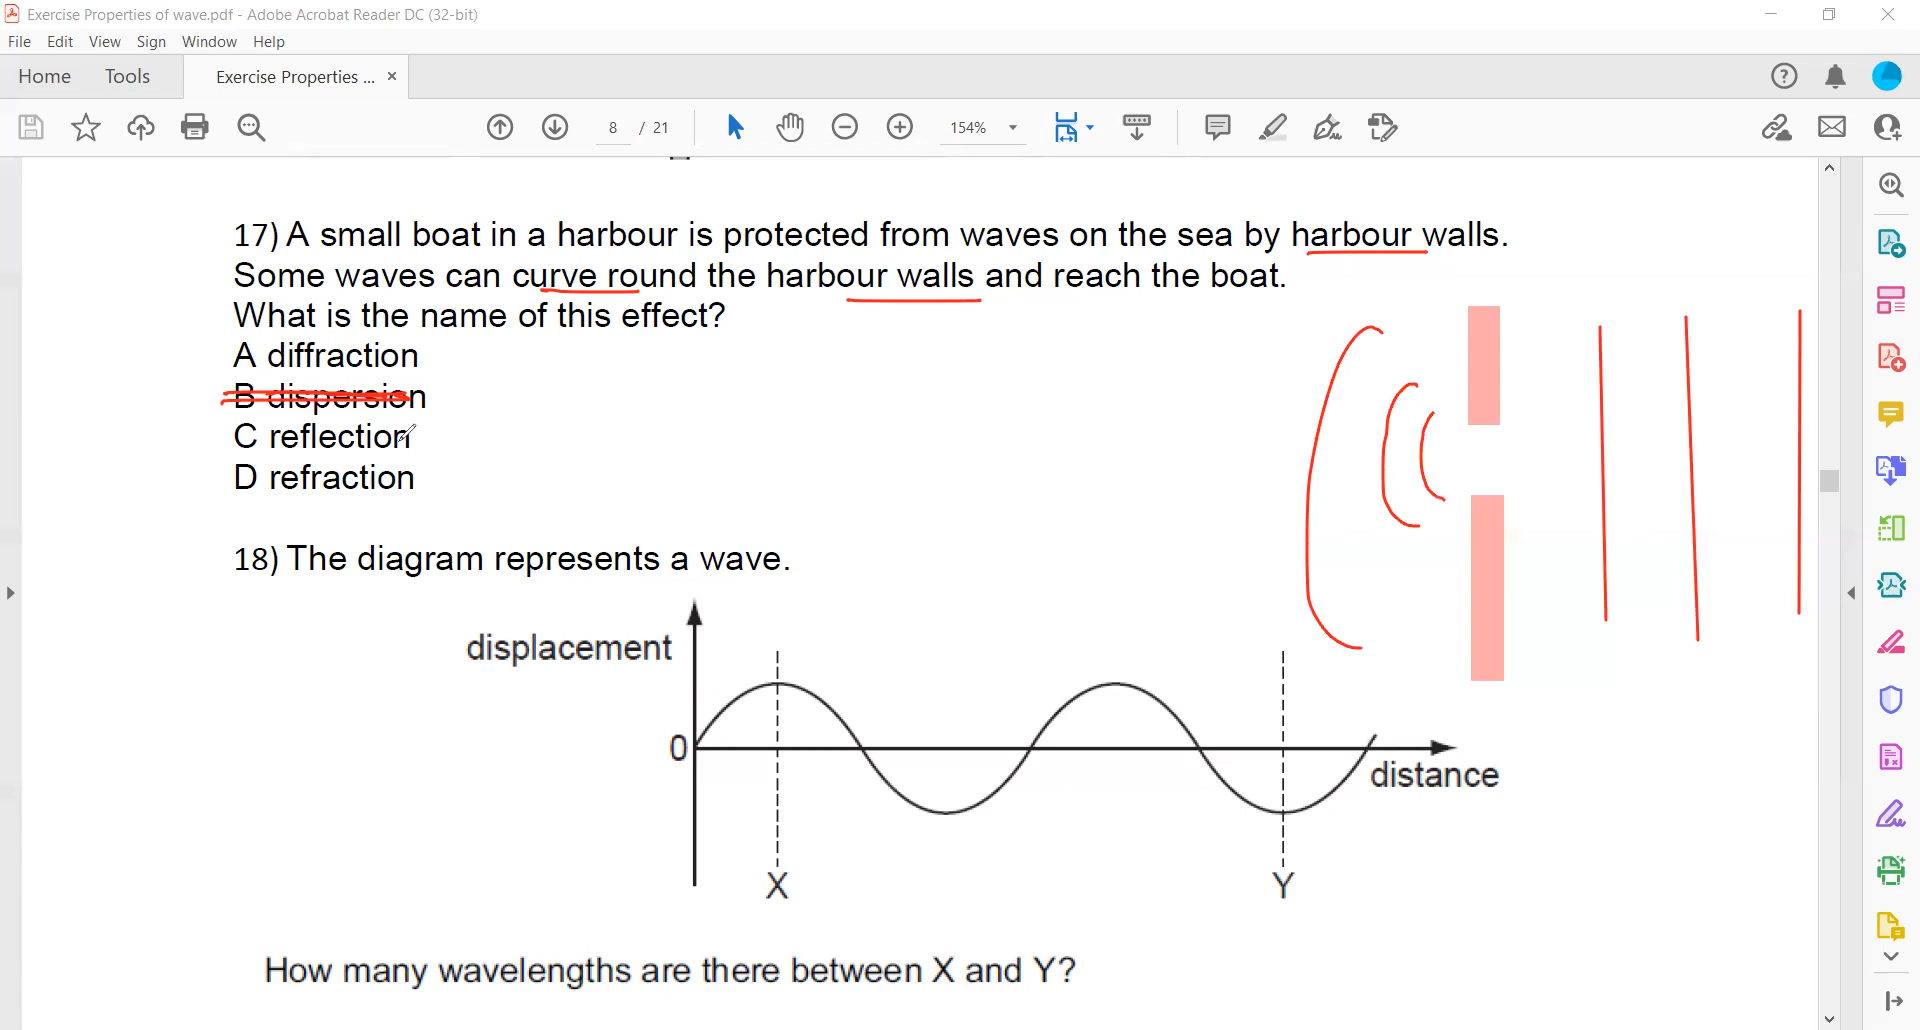 Exercise Properties of wave.pdf - Adobe Acrobat Reader DC (32-bit)
File Edit View Sign Window Help
Home Tools Exercise Properties ... ×
8 / 21 154%
17) A small boat in a harbour is protected from waves on the sea by harbour walls.
Some waves can curve round the harbour walls and reach the boat.
What is the name of this effect?
A diffraction
B dispersion
C reflection
D refraction
18) The diagram represents a wave.
displacement
0
distance
X Y
How many wavelengths are there between X and Y?